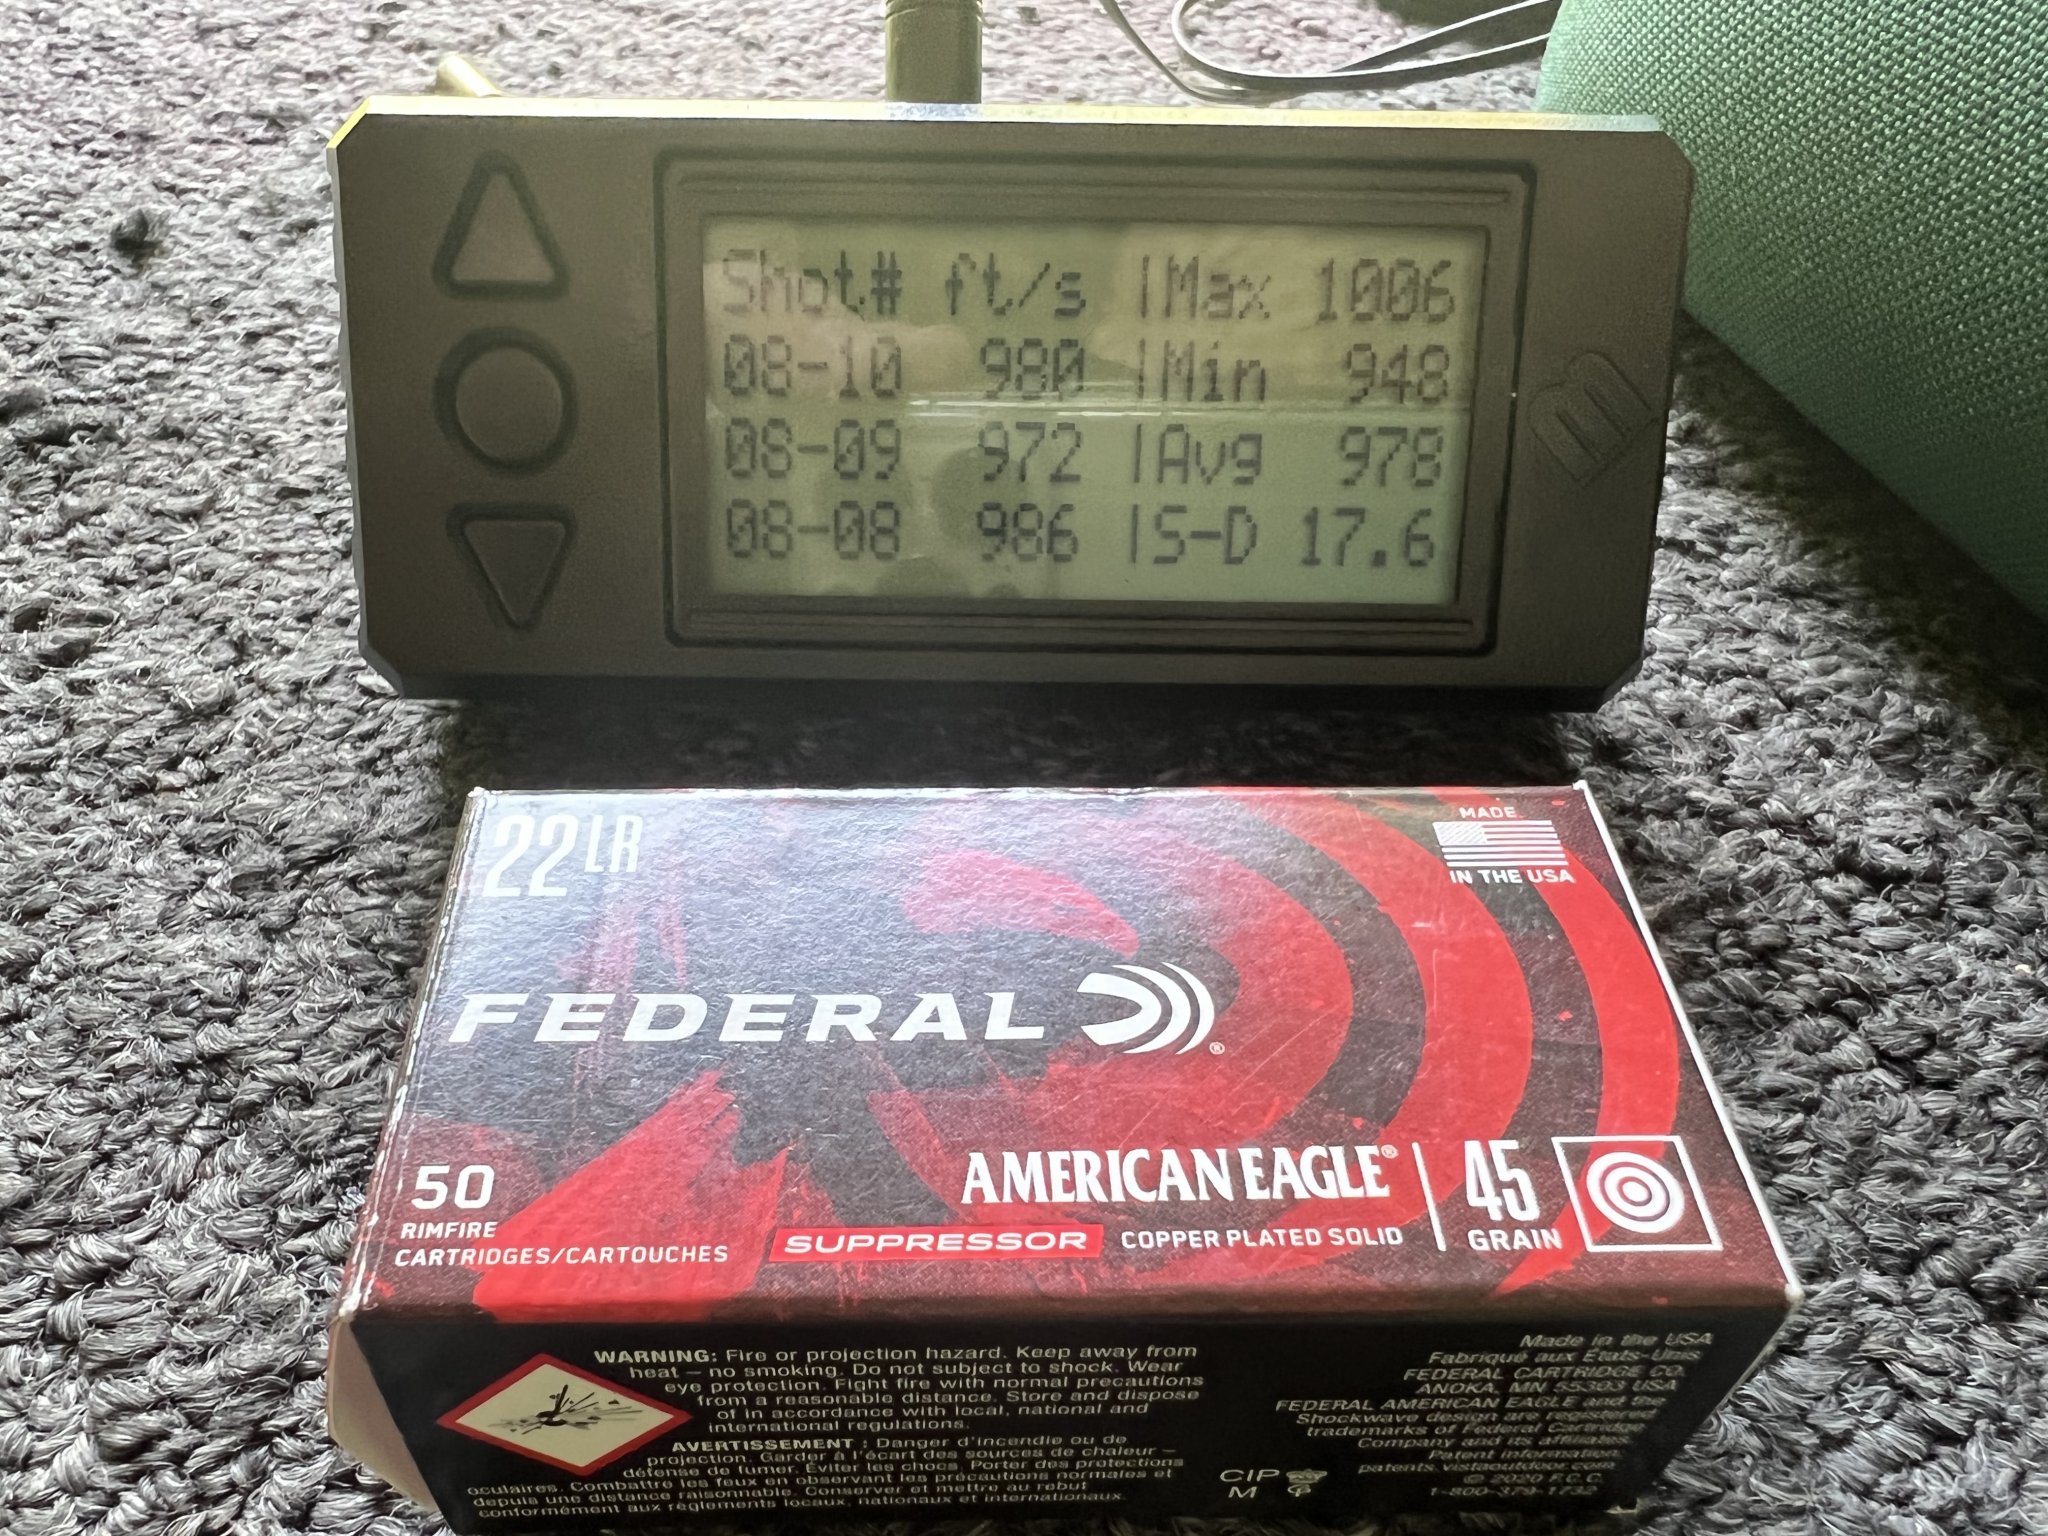 Shot# ft/s |Max 1006
08-10 980 |Min 948
08-09 972 |Avg 978
08-08 986 |S-D 17.6
m
22 LR
MADE
IN THE USA
FEDERAL
®
AMERICAN EAGLE®
45
GRAIN
50
RIMFIRE
CARTRIDGES/CARTOUCHES
SUPPRESSOR COPPER PLATED SOLID
WARNING: Fire or projection hazard. Keep away from
heat – no smoking. Do not subject to shock. Wear
eye protection. Fight fire with normal precautions
from a reasonable distance. Store and dispose
of in accordance with local, national and
international regulations.
AVERTISSEMENT : Danger d'incendie ou de
projection. Garder à l'écart des sources de chaleur –
défense de fumer. Éviter les chocs. Porter des protections
oculaires. Combattre les feux en observant les précautions normales et
depuis une distance raisonnable. Conserver et mettre au rebut
conformément aux règlements locaux, nationaux et internationaux.
CIP
M
Made in the USA
Fabriqué aux États-Unis
FEDERAL CARTRIDGE CO.
ANOKA, MN 55303 USA
FEDERAL AMERICAN EAGLE and the
Shockwave design are registered
trademarks of Federal Cartridge
Company and its affiliates.
Patent information:
patents.vistaoutdoor.com
© 2020 F.C.C.
1-800-379-1732